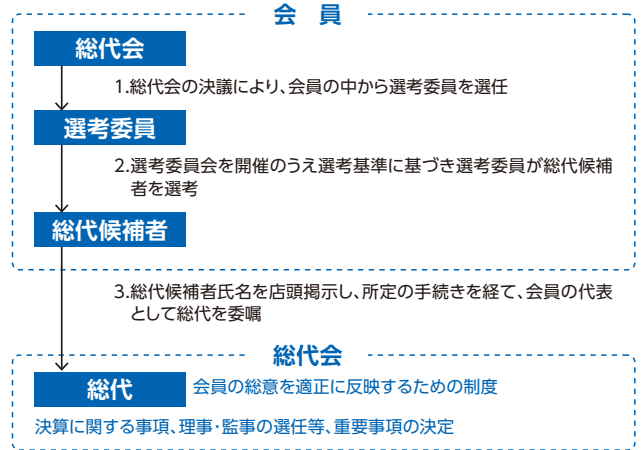 会 員
総代会
1.総代会の決議により、会員の中から選考委員を選任
選考委員
2.選考委員会を開催のうえ選考基準に基づき選考委員が総代候補
者を選考
総代候補者
3.総代候補者氏名を店頭掲示し、所定の手続きを経て、会員の代表
として総代を委嘱
総代会
総代
会員の総意を適正に反映するための制度
決算に関する事項、理事・監事の選任等、重要事項の決定